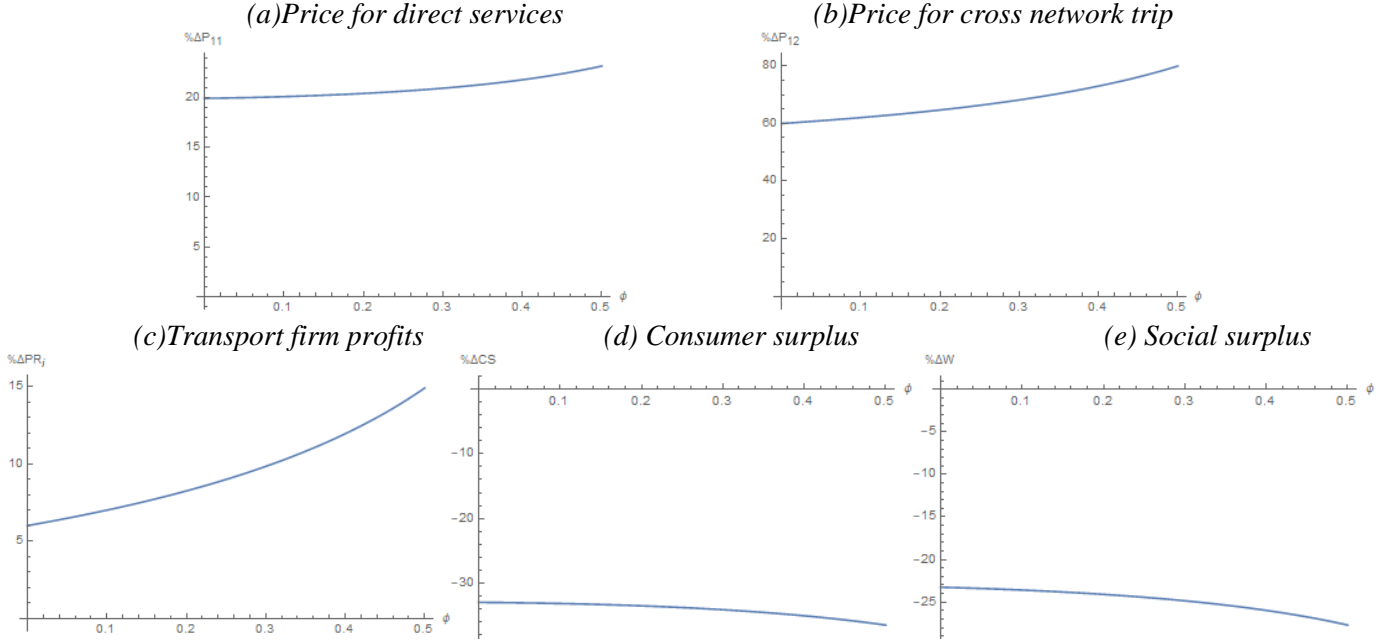 (a)Price for direct services
(b)Price for cross network trip
%ΔP11
20
15
10
5
0.1 0.2 0.3 0.4 0.5 ϕ
%ΔP12
80
60
40
20
0.1 0.2 0.3 0.4 0.5 ϕ
(c)Transport firm profits
(d) Consumer surplus
(e) Social surplus
%ΔPRi
15
10
5
0.1 0.2 0.3 0.4 0.5 ϕ
%ΔCS
0.1 0.2 0.3 0.4 0.5 ϕ
-10
-20
-30
%ΔW
0.1 0.2 0.3 0.4 0.5 ϕ
-5
-10
-15
-20
-25